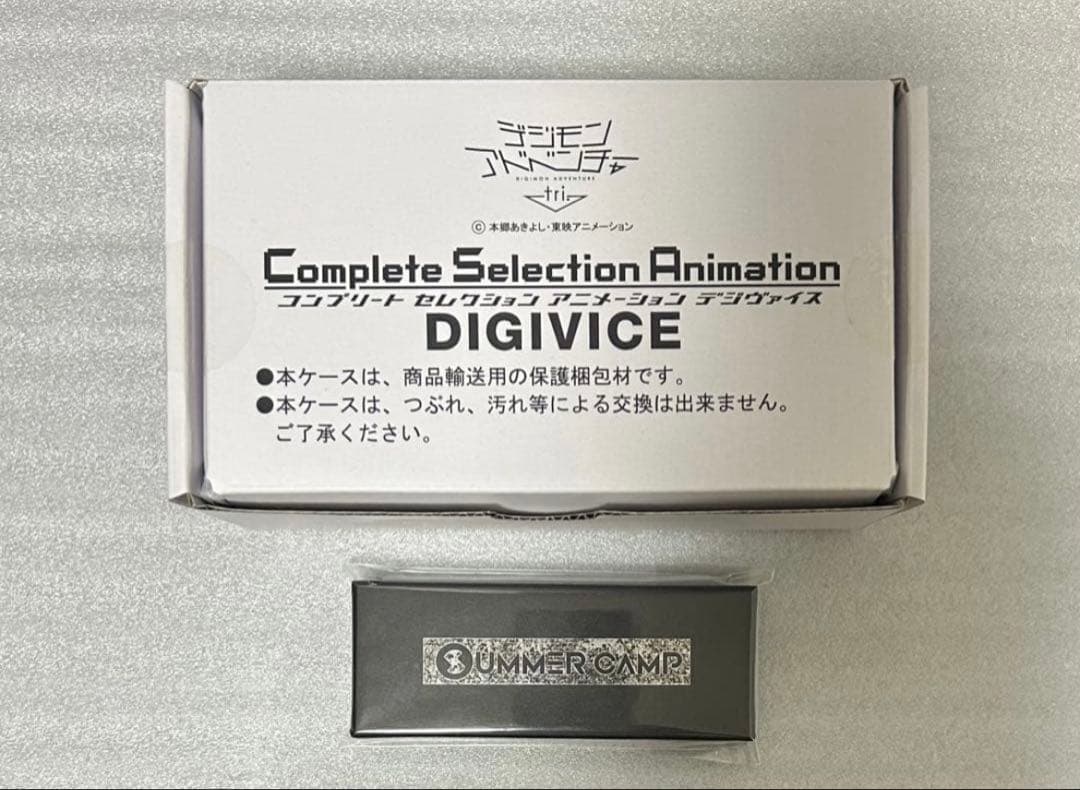 デジモン
アドベンチャー
DIGIMON ADVENTURE
tri.
© 本郷あきよし・東映アニメーション
Complete Selection Animation
コンプリート セレクション アニメーション デジヴァイス
DIGIVICE
●本ケースは、商品輸送用の保護梱包材です。
●本ケースは、つぶれ、汚れ等による交換は出来ません。
ご了承ください。
SUMMER CAMP